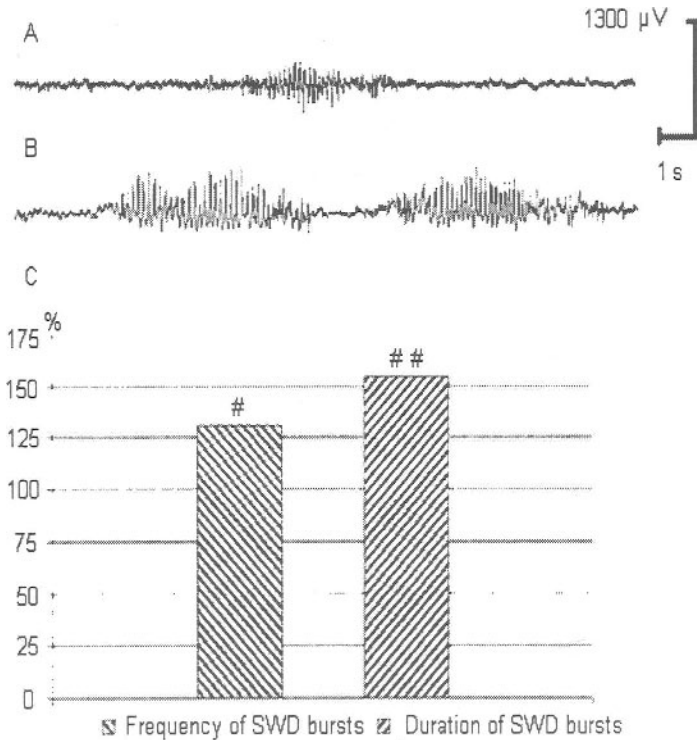 A
1300 µV
B
1 s
C
%
175
150
125
100
75
50
25
0
#
# #
Frequency of SWD bursts Duration of SWD bursts